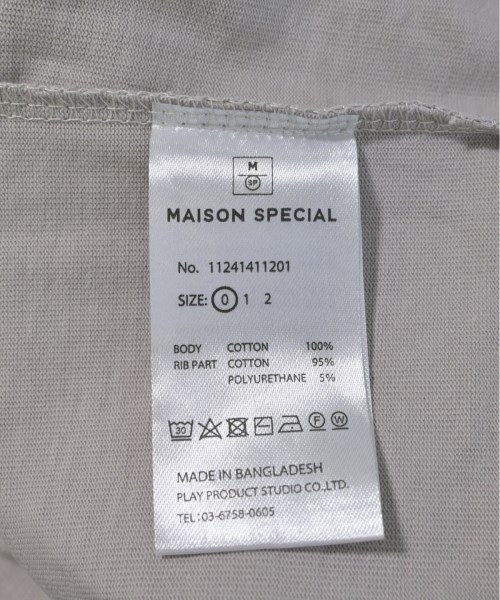 M
SP
MAISON SPECIAL
No. 11241411201
SIZE: 0 1 2
BODY COTTON 100%
RIB PART COTTON 95%
POLYURETHANE 5%
30 F W
MADE IN BANGLADESH
PLAY PRODUCT STUDIO CO.,LTD.
TEL:03-6758-0605